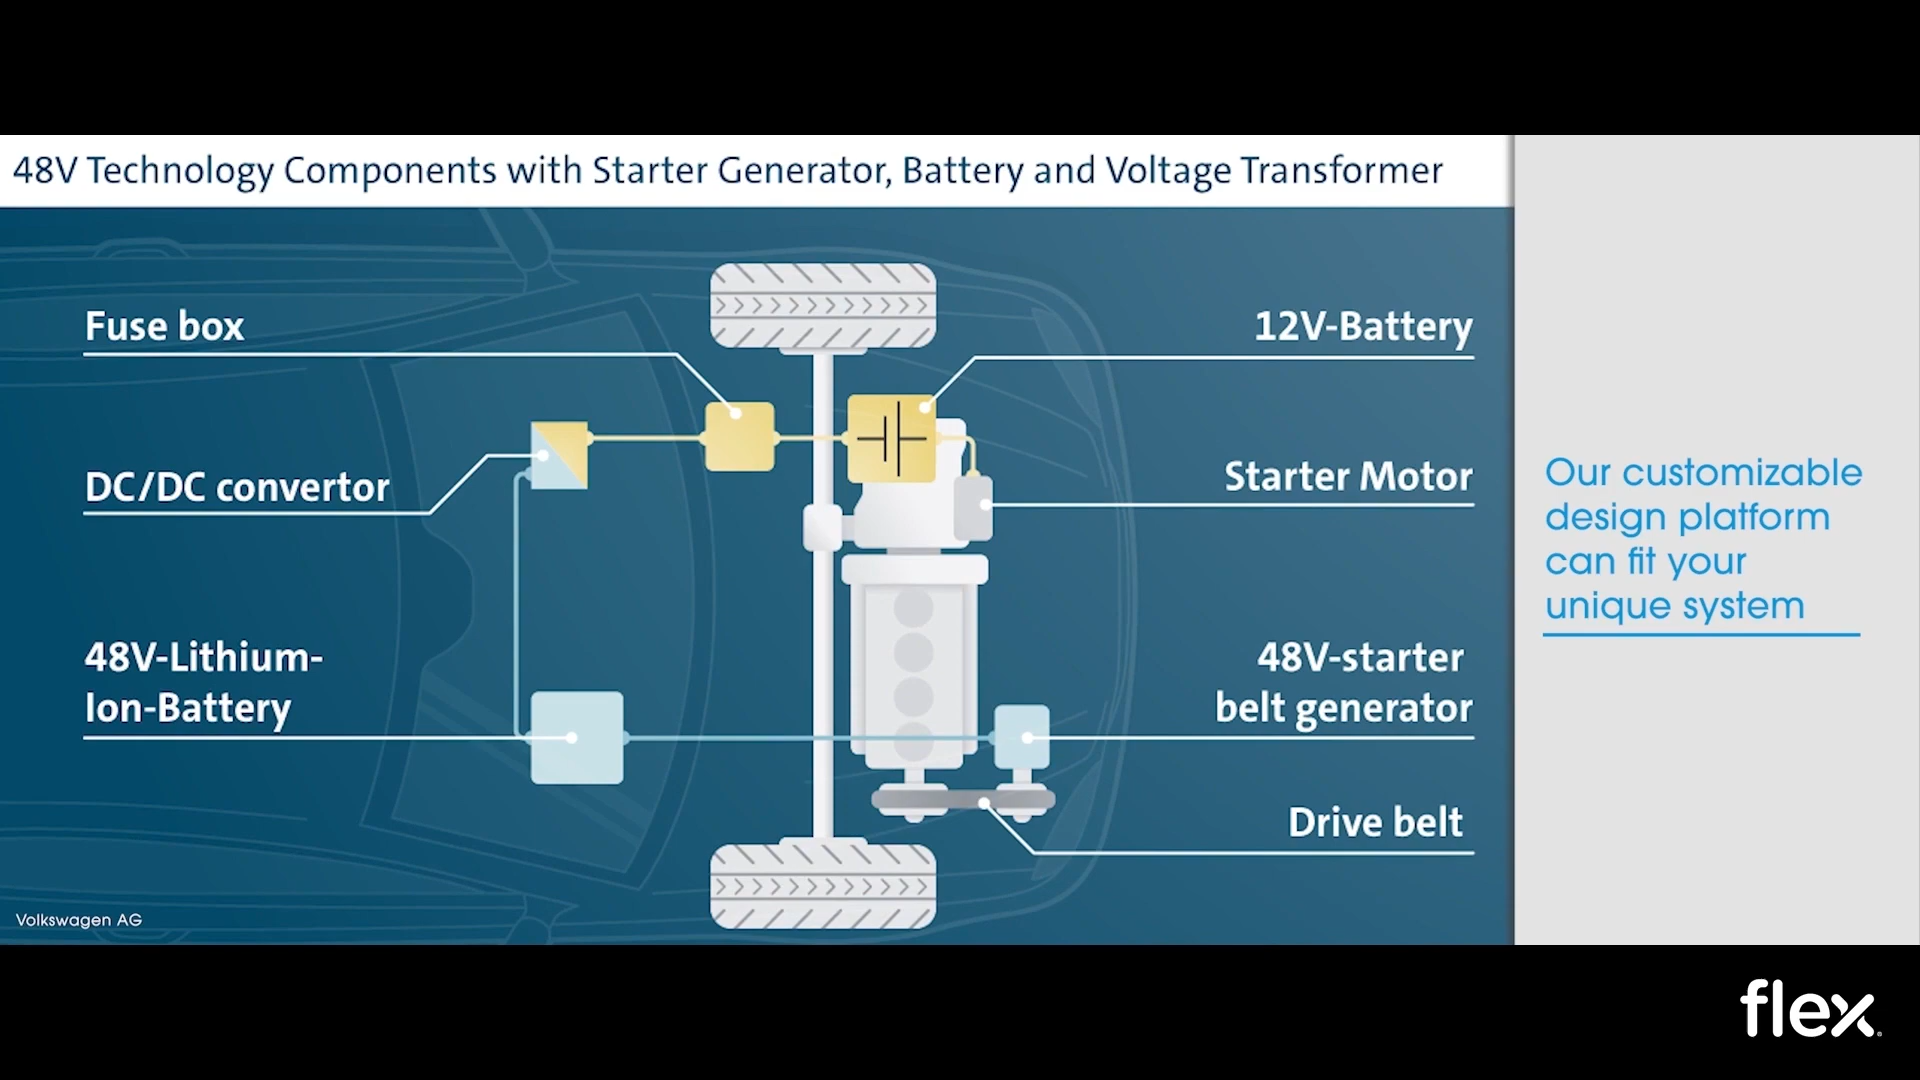 48V Technology Components with Starter Generator, Battery and Voltage Transformer
Fuse box
12V-Battery
DC/DC convertor
Starter Motor
48V-Lithium-
Ion-Battery
48V-starter
belt generator
Drive belt
Volkswagen AG
Our customizable
design platform
can fit your
unique system
flex